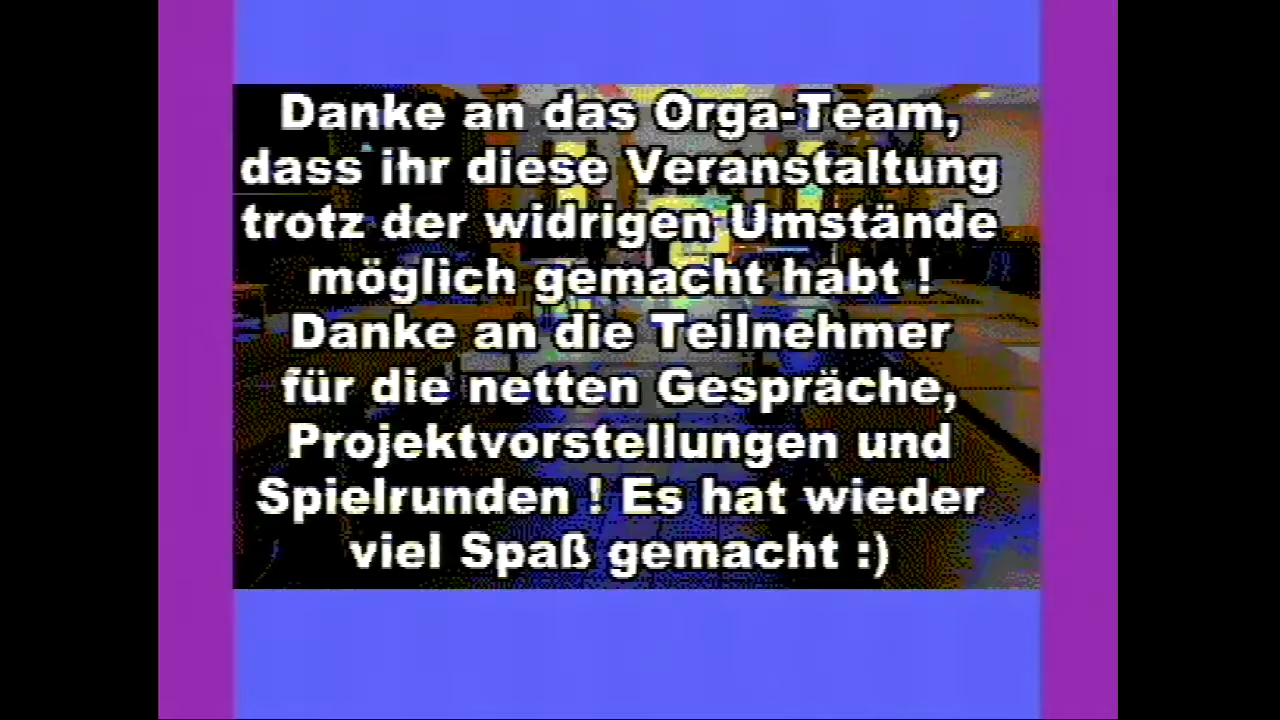 Danke an das Orga-Team,
dass ihr diese Veranstaltung
trotz der widrigen Umstände
möglich gemacht habt !
Danke an die Teilnehmer
für die netten Gespräche,
Projektvorstellungen und
Spielrunden ! Es hat wieder
viel Spaß gemacht :)